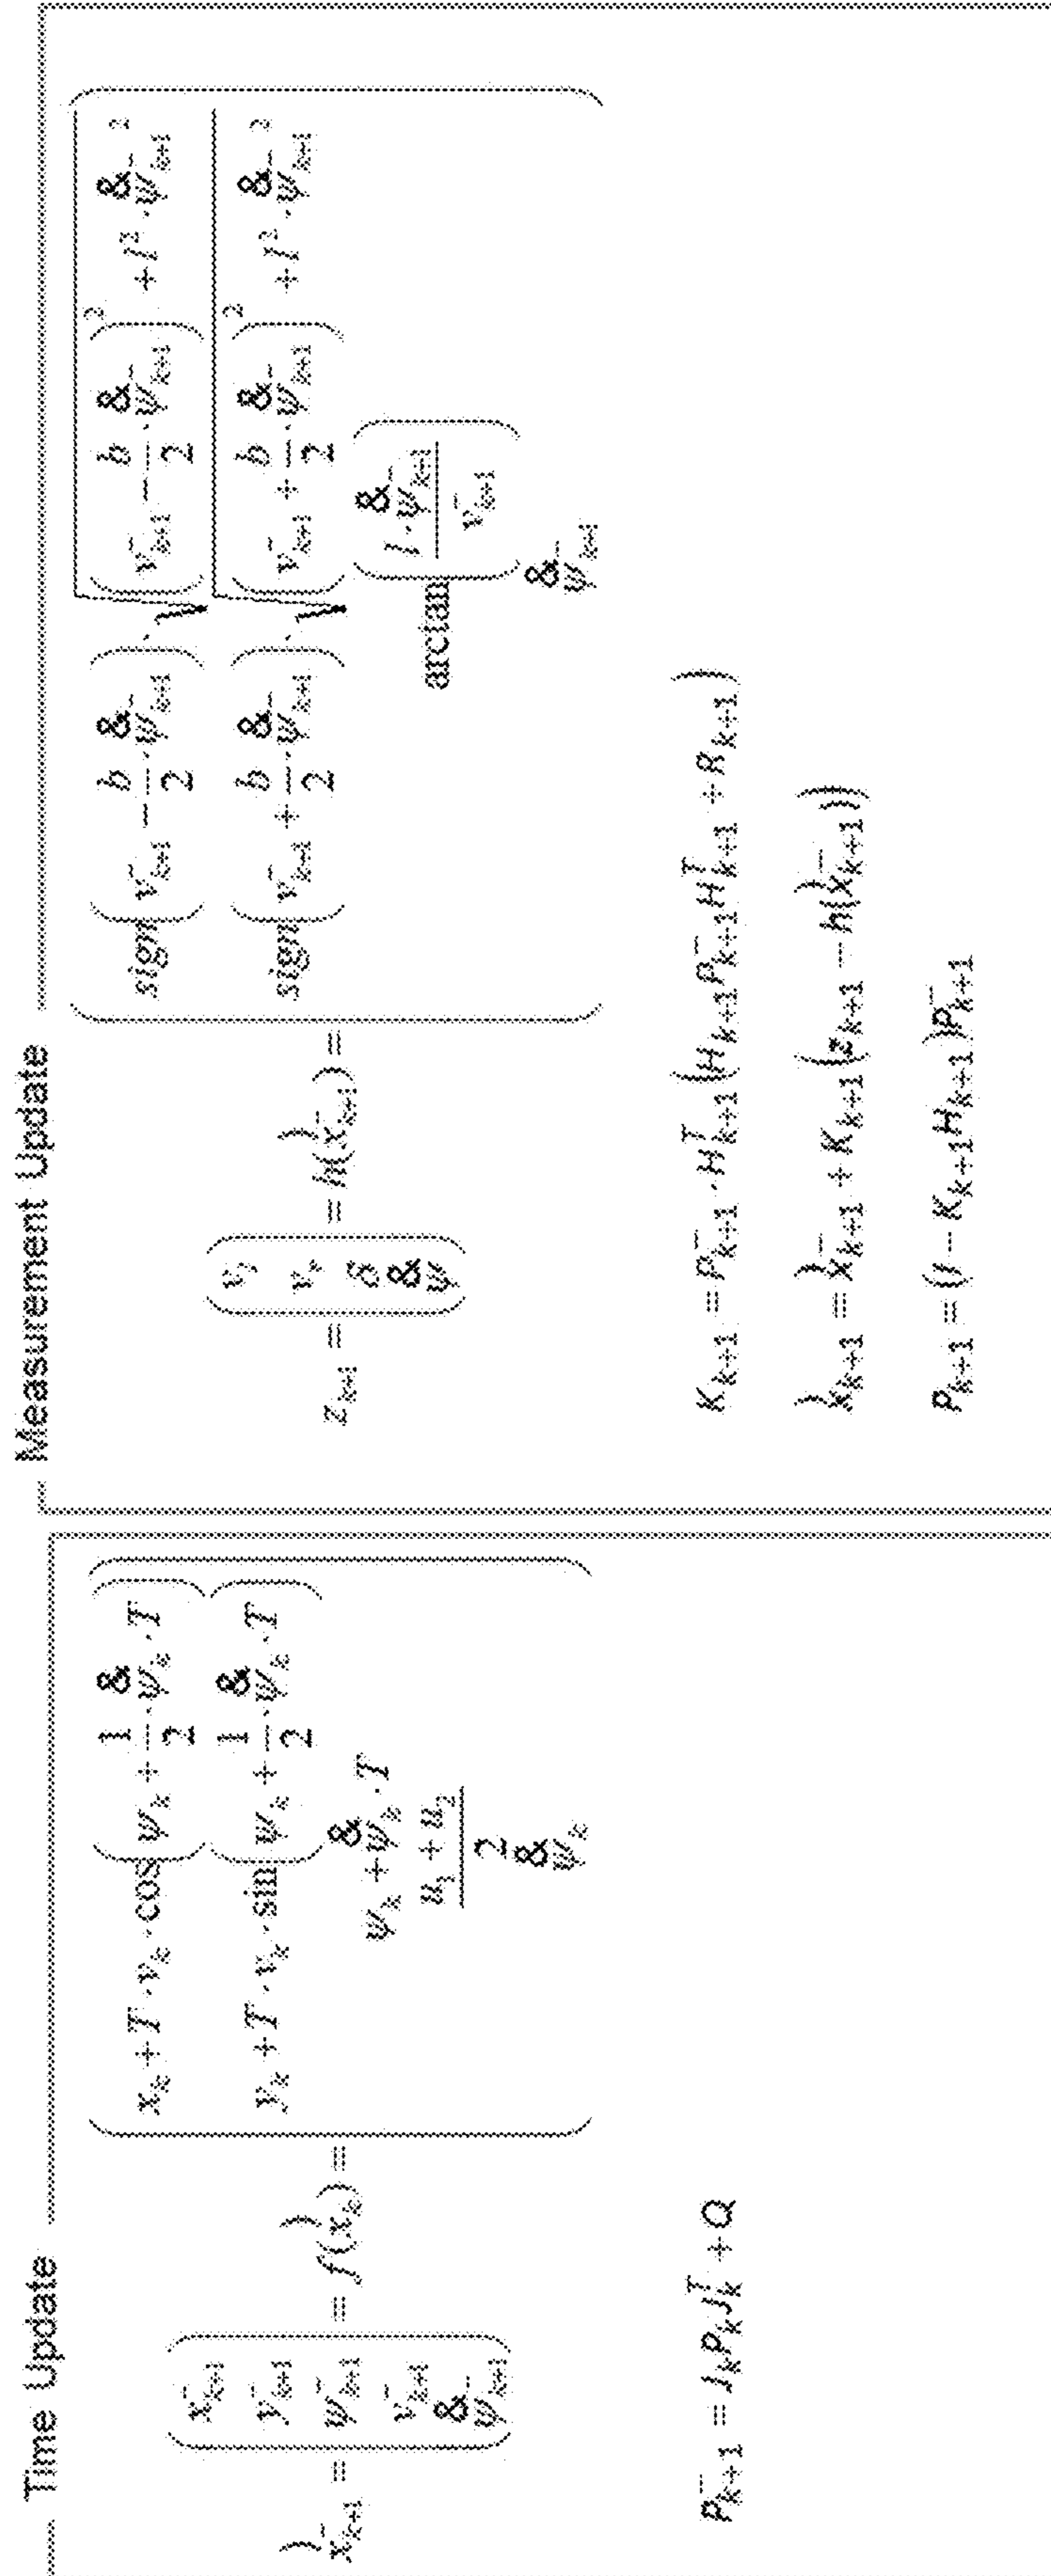 Time Update
x̂⁻ₖ₊₁ = ( x⁻ₖ₊₁ y⁻ₖ₊₁ ψ⁻ₖ₊₁ v⁻ₖ₊₁ &ψ⁻ₖ₊₁ ) = f(x̂ₖ) =
( xₖ + T · vₖ · cos( ψₖ + 1/2 · &ψₖ · T )
yₖ + T · vₖ · sin( ψₖ + 1/2 · &ψₖ · T )
ψₖ + &ψₖ · T
(u₁ + u₂)/2
&ψₖ )
P⁻ₖ₊₁ = JₖPₖJₖᵀ + Q
Measurement Update
zₖ₊₁ = ( vₗ vᵣ δ &ψ ) = h(x̂⁻ₖ₊₁) =
( sign( v⁻ₖ₊₁ − b/2 · &ψ⁻ₖ₊₁ ) · √( ( v⁻ₖ₊₁ − b/2 · &ψ⁻ₖ₊₁ )² + l² · &ψ⁻ₖ₊₁² )
sign( v⁻ₖ₊₁ + b/2 · &ψ⁻ₖ₊₁ ) · √( ( v⁻ₖ₊₁ + b/2 · &ψ⁻ₖ₊₁ )² + l² · &ψ⁻ₖ₊₁² )
arctan( (l · &ψ⁻ₖ₊₁) / v⁻ₖ₊₁ )
&ψ⁻ₖ₊₁ )
Kₖ₊₁ = P⁻ₖ₊₁ · Hᵀₖ₊₁(Hₖ₊₁P⁻ₖ₊₁Hᵀₖ₊₁ + Rₖ₊₁)
x̂ₖ₊₁ = x̂⁻ₖ₊₁ + Kₖ₊₁(zₖ₊₁ − h(x̂⁻ₖ₊₁))
Pₖ₊₁ = (I − Kₖ₊₁Hₖ₊₁)P⁻ₖ₊₁